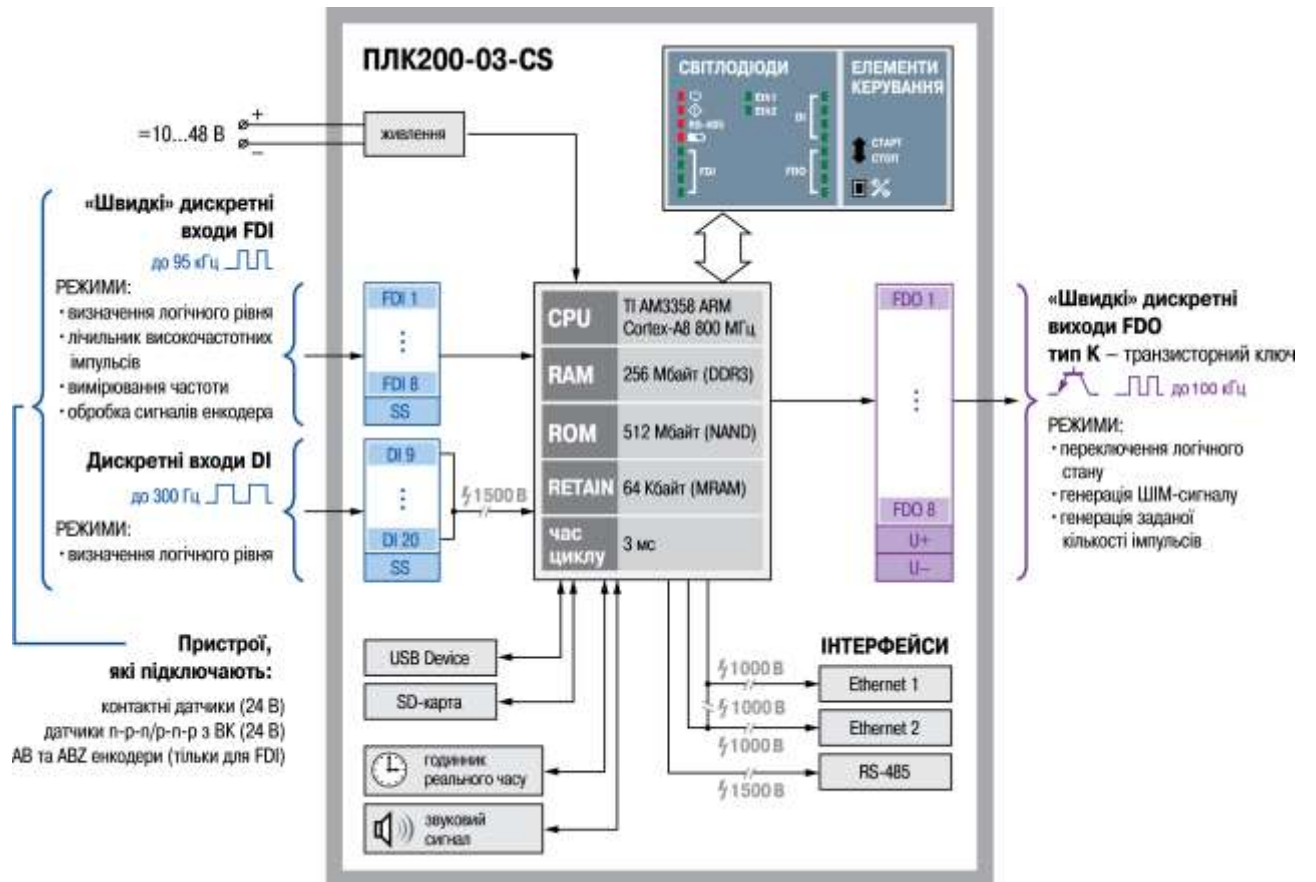 ПЛК200-03-CS
СВІТЛОДІОДИ
ЕЛЕМЕНТИ
КЕРУВАННЯ
Eth1
Eth2
RS-485
DI
FDI
FDO
СТАРТ
СТОП
=10...48 В
+
–
живлення
«Швидкі» дискретні
входи FDI
до 95 кГц
РЕЖИМИ:
• визначення логічного рівня
• лічильник високочастотних
імпульсів
• вимірювання частоти
• обробка сигналів енкодера
FDI 1
⋮
FDI 8
SS
Дискретні входи DI
до 300 Гц
РЕЖИМИ:
• визначення логічного рівня
DI 9
⋮
DI 20
SS
1500 В
CPU
TI AM3358 ARM
Cortex-A8 800 МГц
RAM
256 Мбайт (DDR3)
ROM
512 Мбайт (NAND)
RETAIN
64 Кбайт (MRAM)
час
циклу
3 мс
FDO 1
⋮
FDO 8
U+
U–
«Швидкі» дискретні
виходи FDO
тип К – транзисторний ключ
до 100 кГц
РЕЖИМИ:
• переключення логічного
стану
• генерація ШІМ-сигналу
• генерація заданої
кількості імпульсів
Пристрої,
які підключають:
контактні датчики (24 В)
датчики n-p-n/p-n-p з ВК (24 В)
AB та ABZ енкодери (тільки для FDI)
USB Device
SD-карта
годинник
реального часу
звуковий
сигнал
ІНТЕРФЕЙСИ
1000 В
Ethernet 1
1000 В
Ethernet 2
1000 В
RS-485
1500 В